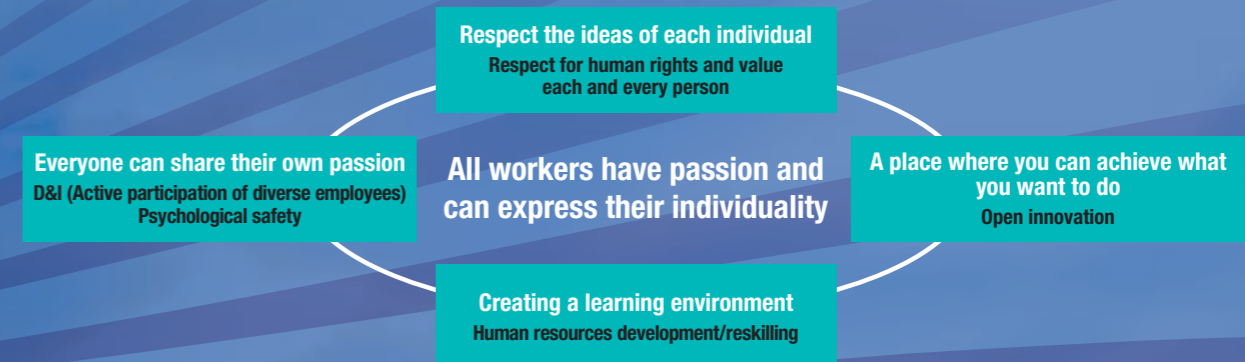 Respect the ideas of each individual
Respect for human rights and value
each and every person
Everyone can share their own passion
D&I (Active participation of diverse employees)
Psychological safety
All workers have passion and
can express their individuality
A place where you can achieve what
you want to do
Open innovation
Creating a learning environment
Human resources development/reskilling